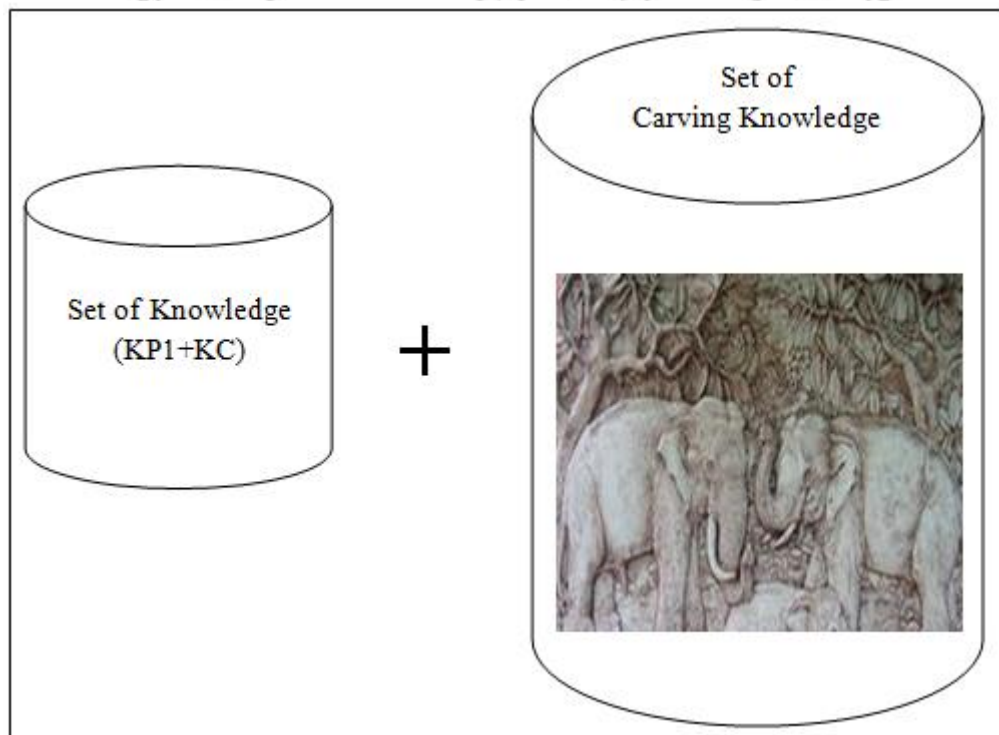 Set of Knowledge
(KP1+KC)
+
Set of
Carving Knowledge